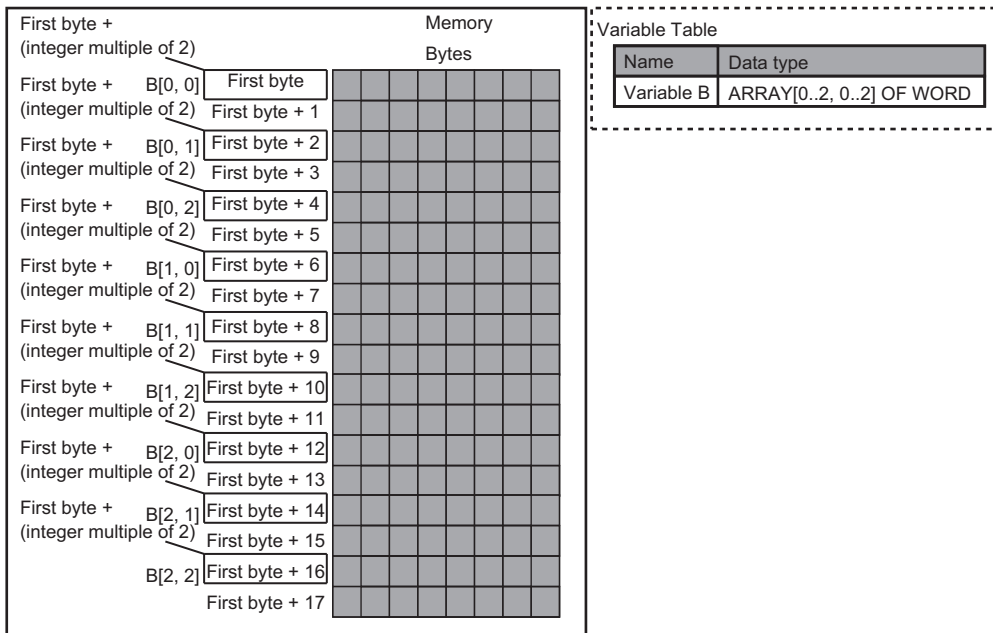 First byte +
(integer multiple of 2)
Memory
Bytes
B[0, 0] First byte
First byte +
(integer multiple of 2)
First byte + 1
B[0, 1] First byte + 2
First byte +
(integer multiple of 2)
First byte + 3
B[0, 2] First byte + 4
First byte +
(integer multiple of 2)
First byte + 5
B[1, 0] First byte + 6
First byte +
(integer multiple of 2)
First byte + 7
B[1, 1] First byte + 8
First byte +
(integer multiple of 2)
First byte + 9
B[1, 2] First byte + 10
First byte +
(integer multiple of 2)
First byte + 11
B[2, 0] First byte + 12
First byte +
(integer multiple of 2)
First byte + 13
B[2, 1] First byte + 14
First byte +
(integer multiple of 2)
First byte + 15
B[2, 2] First byte + 16
First byte + 17
Variable Table
Name Data type
Variable B ARRAY[0..2, 0..2] OF WORD